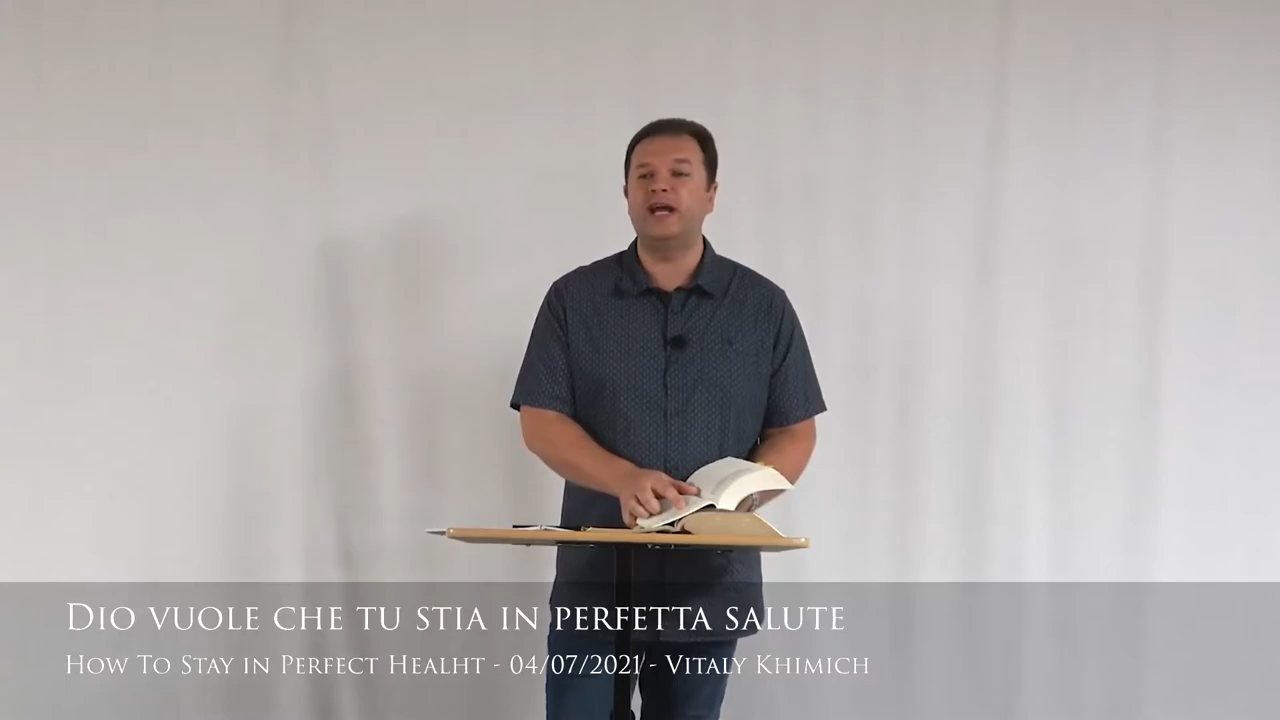 Dio vuole che tu stia in perfetta salute
How To Stay in Perfect Healht - 04/07/2021 - Vitaly Khimich